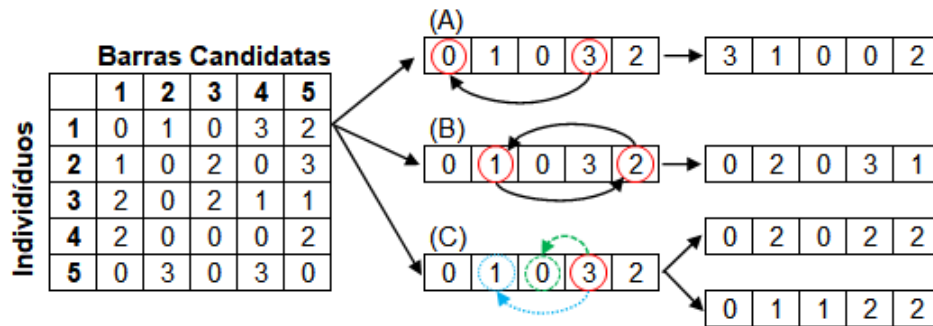 Barras Candidatas
Indivíduos
1 2 3 4 5
1 0 1 0 3 2
2 1 0 2 0 3
3 2 0 2 1 1
4 2 0 0 0 2
5 0 3 0 3 0
(A)
0 1 0 3 2
3 1 0 0 2
(B)
0 1 0 3 2
0 2 0 3 1
(C)
0 1 0 3 2
0 2 0 2 2
0 1 1 2 2